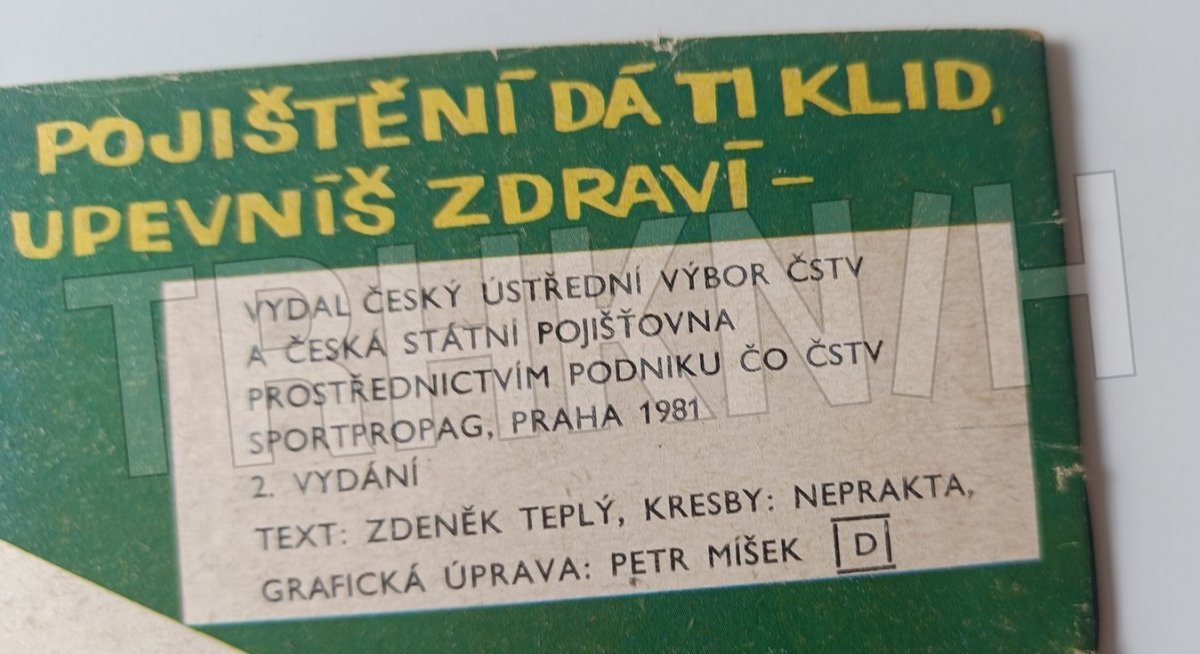 POJIŠTĚNÍ DÁ TI KLID,
UPEVNÍŠ ZDRAVÍ –
VYDAL ČESKÝ ÚSTŘEDNÍ VÝBOR ČSTV
A ČESKÁ STÁTNÍ POJIŠŤOVNA
PROSTŘEDNICTVÍM PODNIKU ČO ČSTV
SPORTPROPAG, PRAHA 1981
2. VYDÁNÍ
TEXT: ZDENĚK TEPLÝ, KRESBY: NEPRAKTA,
GRAFICKÁ ÚPRAVA: PETR MÍŠEK D
TRHKNIH